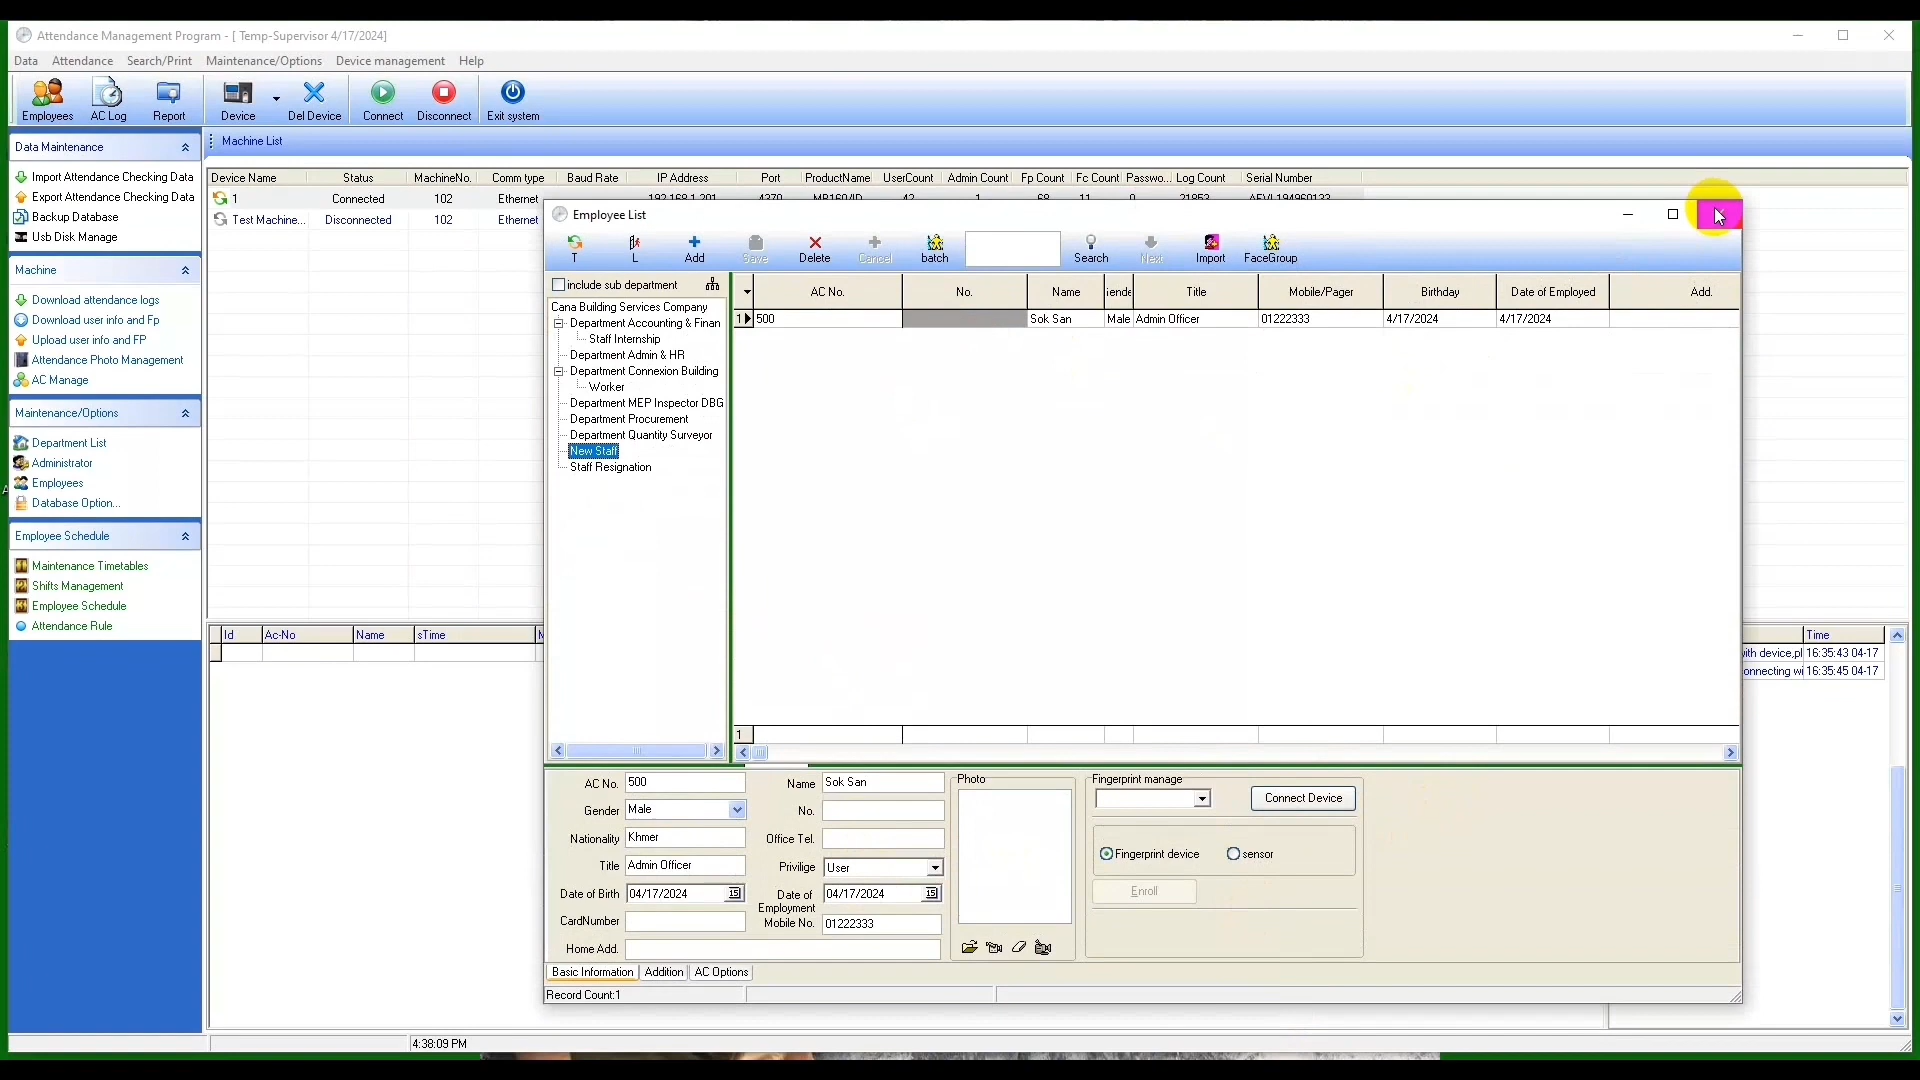 Attendance Management Program - [ Temp-Supervisor 4/17/2024]
Data Attendance Search/Print Maintenance/Options Device management Help
Employees AC Log Report Device Del Device Connect Disconnect Exit system
Data Maintenance
Import Attendance Checking Data
Export Attendance Checking Data
Backup Database
Usb Disk Manage
Machine
Download attendance logs
Download user info and Fp
Upload user info and FP
Attendance Photo Management
AC Manage
Maintenance/Options
Department List
Administrator
Employees
Database Option...
Employee Schedule
Maintenance Timetables
Shifts Management
Employee Schedule
Attendance Rule
Machine List
Device Name Status MachineNo. Comm type Baud Rate IP Address Port ProductName UserCount Admin Count Fp Count Fc Count Passwo... Log Count Serial Number
1 Connected 102 Ethernet 192.168.1.201 4370 MB160/ID 42 1 68 11 0 21853
Test Machine... Disconnected 102 Ethernet
Employee List
T L Add Save Delete Cancel batch Search Next Import FaceGroup
include sub department
Cana Building Services Company
Department Accounting & Finan
Staff Internship
Department Admin & HR
Department Connexion Building
Worker
Department MEP Inspector DBG
Department Procurement
Department Quantity Surveyor
New Staff
Staff Resignation
AC No. No. Name iende Title Mobile/Pager Birthday Date of Employed Add.
1 500 Sok San Male Admin Officer 01222333 4/17/2024 4/17/2024
1
AC No. 500
Gender Male
Nationality Khmer
Title Admin Officer
Date of Birth 04/17/2024 15
CardNumber
Home Add.
Name Sok San
No.
Office Tel.
Privilige User
Date of Employment 04/17/2024 15
Mobile No. 01222333
Photo
Fingerprint manage
Connect Device
Fingerprint device sensor
Enroll
Basic Information Addition AC Options
Record Count:1
Id Ac-No Name sTime
Time
ith device,pl 16:35:43 04-17
onnecting wi 16:35:45 04-17
4:38:09 PM